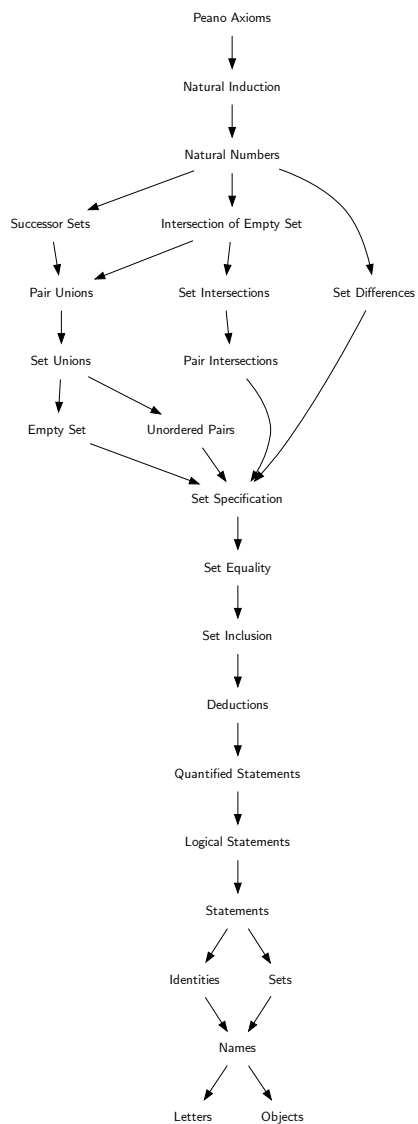 Peano Axioms
Natural Induction
Natural Numbers
Successor Sets
Intersection of Empty Set
Pair Unions
Set Intersections
Set Differences
Set Unions
Pair Intersections
Empty Set
Unordered Pairs
Set Specification
Set Equality
Set Inclusion
Deductions
Quantified Statements
Logical Statements
Statements
Identities
Sets
Names
Letters
Objects